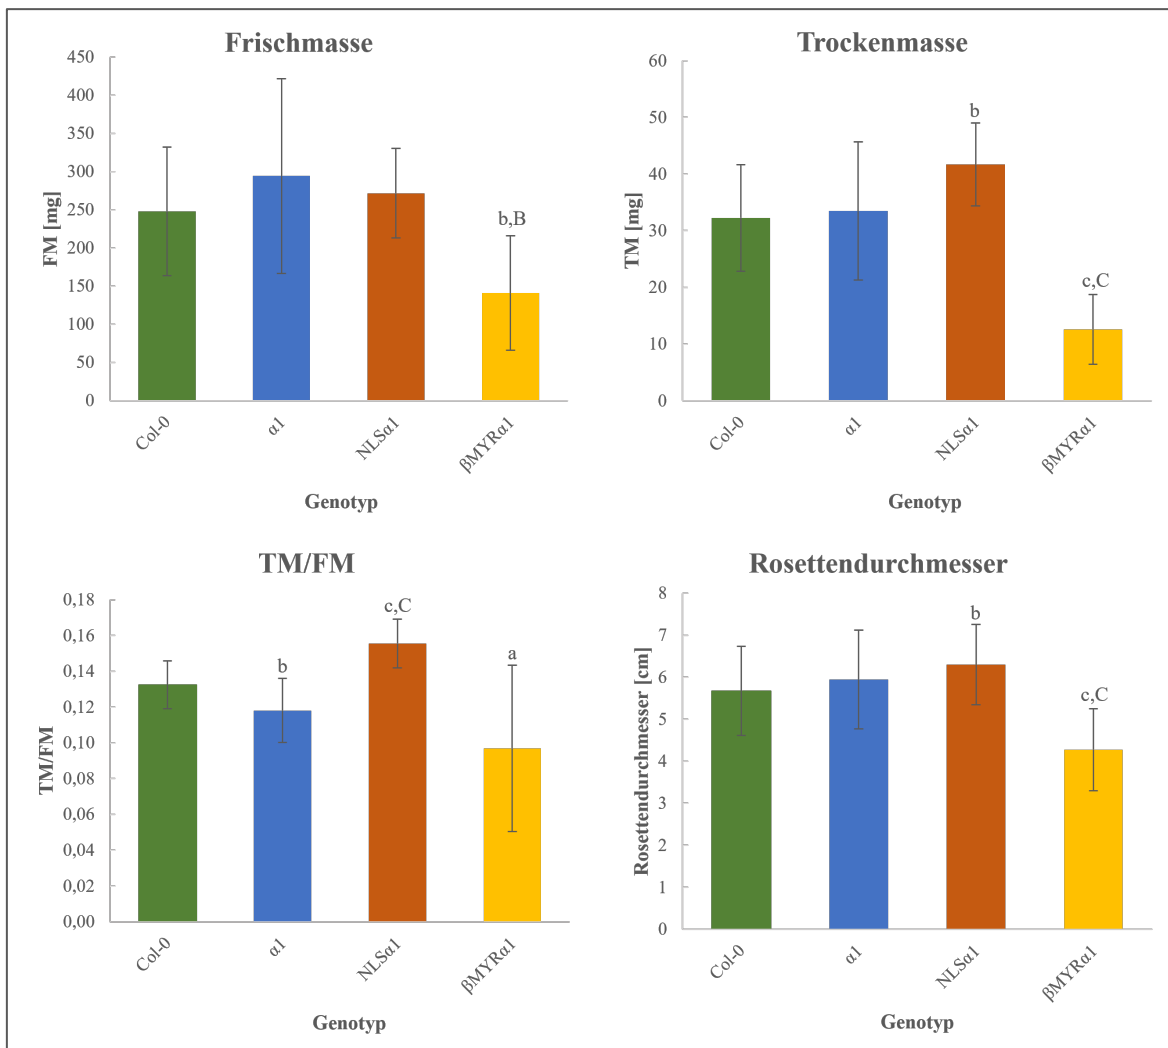 Frischmasse
450
400
350
300
250
200
150
100
50
0
FM [mg]
b,B
Col-0
α1
NLSα1
βMYRα1
Genotyp
Trockenmasse
60
50
40
30
20
10
0
TM [mg]
b
c,C
Col-0
α1
NLSα1
βMYRα1
Genotyp
TM/FM
0,18
0,16
0,14
0,12
0,10
0,08
0,06
0,04
0,02
0,00
TM/FM
b
c,C
a
Col-0
α1
NLSα1
βMYRα1
Genotyp
Rosettendurchmesser
8
7
6
5
4
3
2
1
0
Rosettendurchmesser [cm]
b
c,C
Col-0
α1
NLSα1
βMYRα1
Genotyp